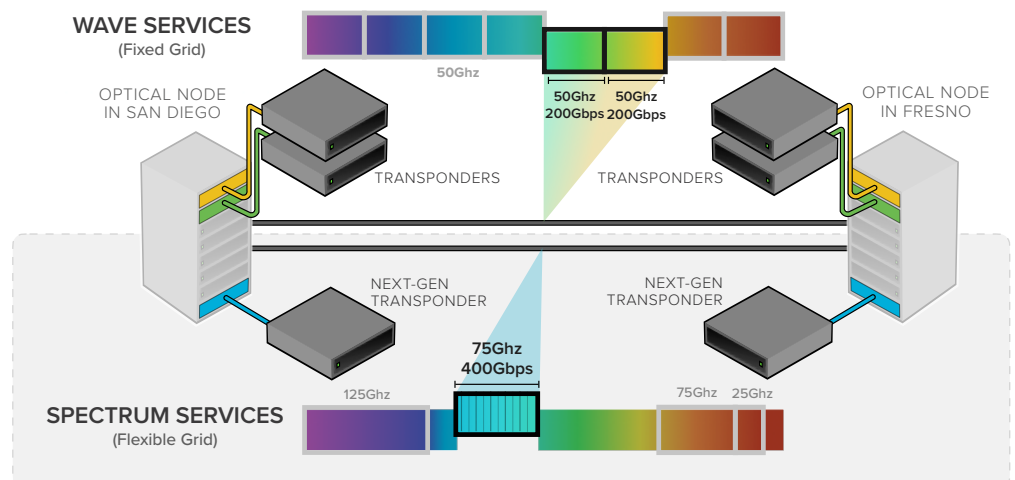 WAVE SERVICES
(Fixed Grid)
50Ghz
50Ghz
200Gbps
50Ghz
200Gbps
OPTICAL NODE
IN SAN DIEGO
TRANSPONDERS
TRANSPONDERS
OPTICAL NODE
IN FRESNO
NEXT-GEN
TRANSPONDER
NEXT-GEN
TRANSPONDER
75Ghz
400Gbps
125Ghz
75Ghz
25Ghz
SPECTRUM SERVICES
(Flexible Grid)